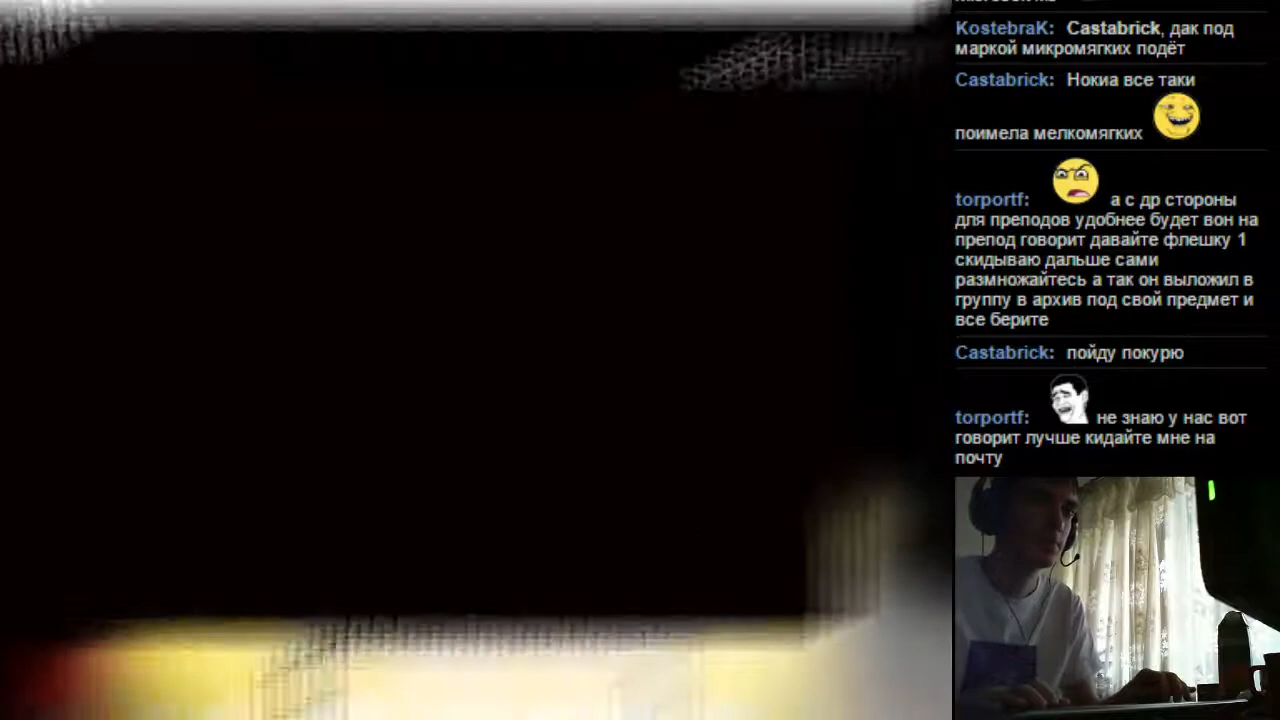 KostebraK: Castabrick, дак под
маркой микромягких подёт
Castabrick: Нокиа все таки
поимела мелкомягких
torportf: а с др стороны
для преподов удобнее будет вон на
препод говорит давайте флешку 1
скидываю дальше сами
размножайтесь а так он выложил в
группу в архив под свой предмет и
все берите
Castabrick: пойду покурю
torportf: не знаю у нас вот
говорит лучше кидайте мне на
почту